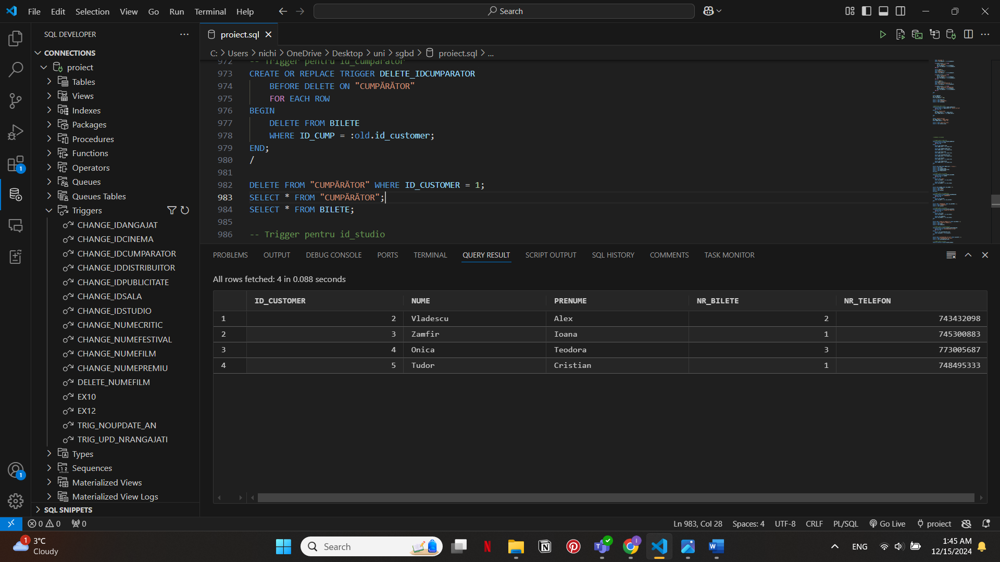 File Edit Selection View Go Run Terminal Help
Search
SQL DEVELOPER
CONNECTIONS
proiect
Tables
Views
Indexes
Packages
Procedures
Functions
Operators
Queues
Queues Tables
Triggers
CHANGE_IDANGAJAT
CHANGE_IDCINEMA
CHANGE_IDCUMPARATOR
CHANGE_IDDISTRIBUITOR
CHANGE_IDPUBLICITATE
CHANGE_IDSALA
CHANGE_IDSTUDIO
CHANGE_NUMECRITIC
CHANGE_NUMEFESTIVAL
CHANGE_NUMEFILM
CHANGE_NUMEPREMIU
DELETE_NUMEFILM
EX10
EX12
TRIG_NOUPDATE_AN
TRIG_UPD_NRANGAJATI
Types
Sequences
Materialized Views
Materialized View Logs
SQL SNIPPETS
1
1
proiect.sql
C: > Users > nichi > OneDrive > Desktop > uni > sgbd > proiect.sql > ...
972 -- Trigger pentru id_cumparator
973 CREATE OR REPLACE TRIGGER DELETE_IDCUMPARATOR
974 BEFORE DELETE ON "CUMPĂRĂTOR"
975 FOR EACH ROW
976 BEGIN
977 DELETE FROM BILETE
978 WHERE ID_CUMP = :old.id_customer;
979 END;
980 /
981
982 DELETE FROM "CUMPĂRĂTOR" WHERE ID_CUSTOMER = 1;
983 SELECT * FROM "CUMPĂRĂTOR";
984 SELECT * FROM BILETE;
985
986 -- Trigger pentru id_studio
PROBLEMS OUTPUT DEBUG CONSOLE PORTS TERMINAL QUERY RESULT SCRIPT OUTPUT SQL HISTORY COMMENTS TASK MONITOR
All rows fetched: 4 in 0.088 seconds
ID_CUSTOMER NUME PRENUME NR_BILETE NR_TELEFON
1 2 Vladescu Alex 2 743432098
2 3 Zamfir Ioana 1 745300883
3 4 Onica Teodora 3 773005687
4 5 Tudor Cristian 1 748495333
0 0 0 Ln 983, Col 28 Spaces: 4 UTF-8 CRLF PL/SQL Go Live proiect
1 3°C
Cloudy
Search
ENG
1:45 AM
12/15/2024